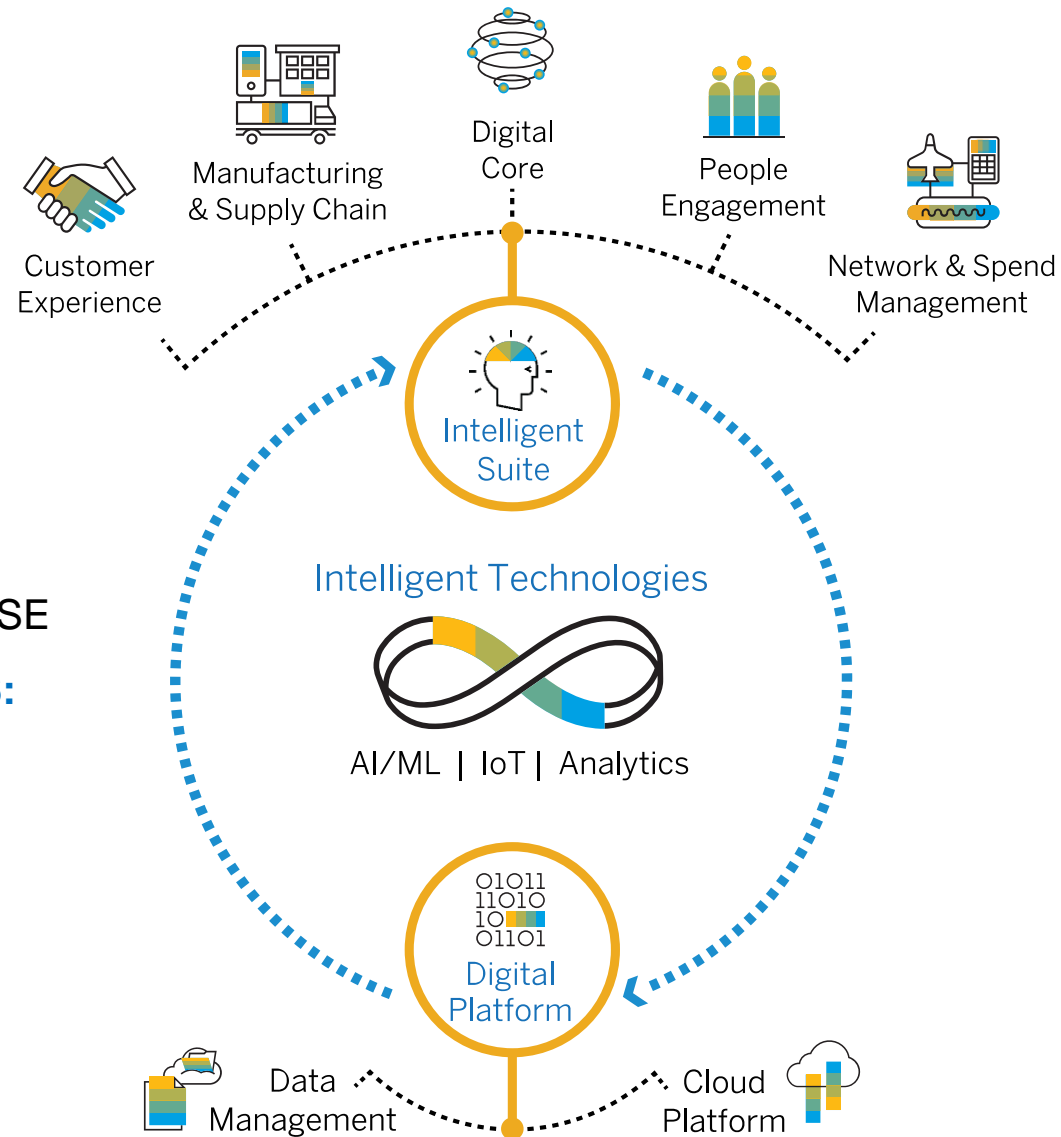 Digital
Core
Manufacturing
& Supply Chain
People
Engagement
Customer
Experience
Network & Spend
Management
Intelligent
Suite
Intelligent Technologies
SE
:
AI/ML | IoT | Analytics
01011
11010
10
01101
Digital
Platform
Data
Management
Cloud
Platform